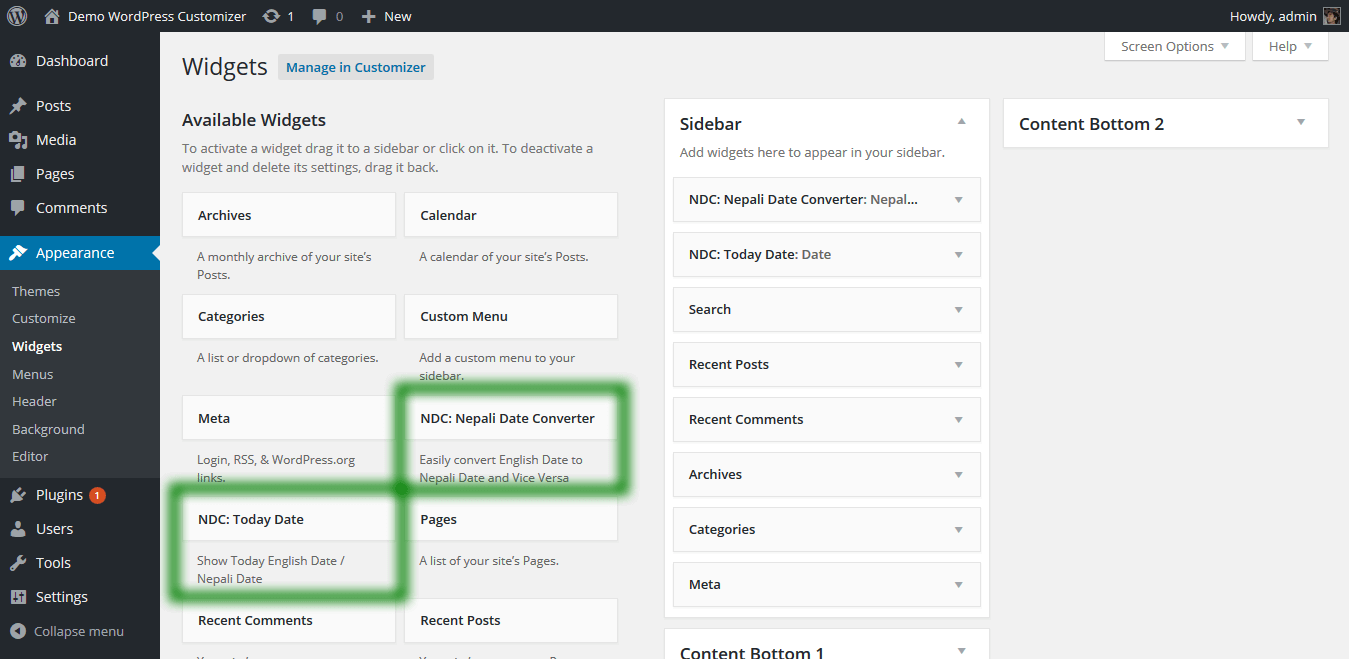 Demo WordPress Customizer 1 0 New Howdy, admin
Dashboard
Posts
Media
Pages
Comments
Appearance
Themes
Customize
Widgets
Menus
Header
Background
Editor
Plugins 1
Users
Tools
Settings
Collapse menu
Screen Options Help
Widgets Manage in Customizer
Available Widgets
To activate a widget drag it to a sidebar or click on it. To deactivate a
widget and delete its settings, drag it back.
Archives
A monthly archive of your site’s
Posts.
Calendar
A calendar of your site’s Posts.
Categories
A list or dropdown of categories.
Custom Menu
Add a custom menu to your
sidebar.
Meta
Login, RSS, & WordPress.org
links.
NDC: Nepali Date Converter
Easily convert English Date to
Nepali Date and Vice Versa
NDC: Today Date
Show Today English Date /
Nepali Date
Pages
A list of your site’s Pages.
Recent Comments
Recent Posts
Sidebar
Add widgets here to appear in your sidebar.
NDC: Nepali Date Converter: Nepal...
NDC: Today Date: Date
Search
Recent Posts
Recent Comments
Archives
Categories
Meta
Content Bottom 1
Content Bottom 2